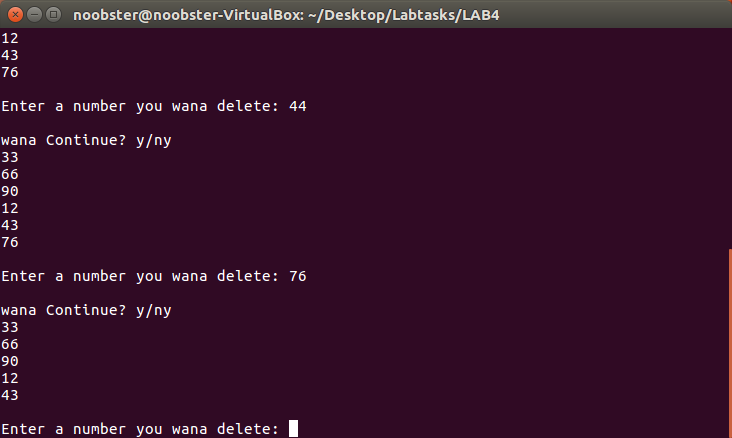 noobster@noobster-VirtualBox: ~/Desktop/Labtasks/LAB4
12
43
76
Enter a number you wana delete: 44
wana Continue? y/ny
33
66
90
12
43
76
Enter a number you wana delete: 76
wana Continue? y/ny
33
66
90
12
43
Enter a number you wana delete: